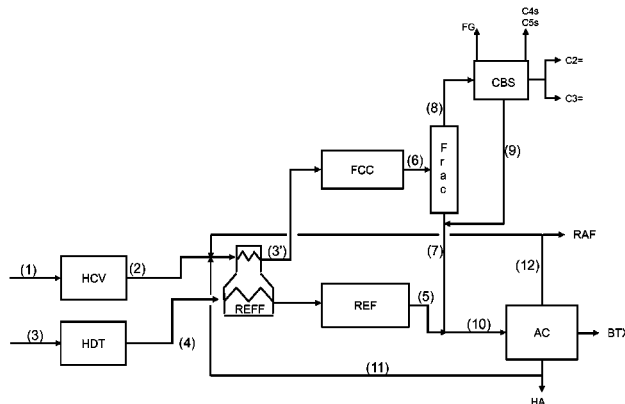 C4s
C5s
FG
C2=
CBS
C3=
(8)
F
r
a
c
(9)
FCC
(6)
(3')
RAF
(7)
(12)
(1)
HCV
(2)
REFF
REF
(5)
(3)
HDT
(4)
(10)
AC
BTX
(11)
HA